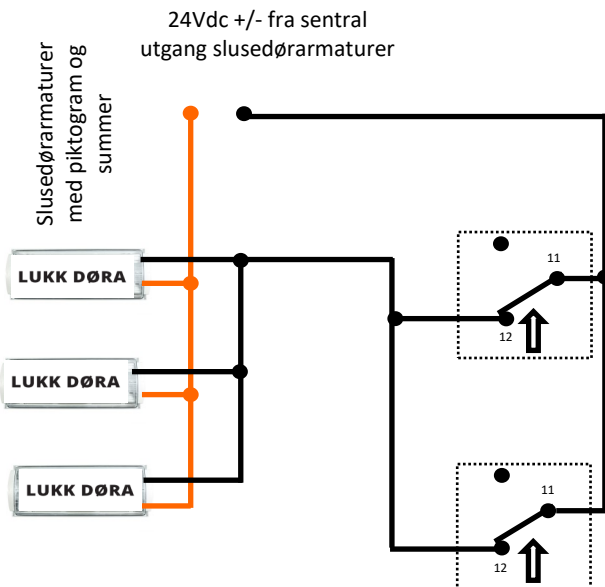 24Vdc +/- fra sentral
utgang slusedørarmaturer
Slusedørarmaturer
med piktogram og
summer
LUKK DØRA
LUKK DØRA
LUKK DØRA
11
12
11
12